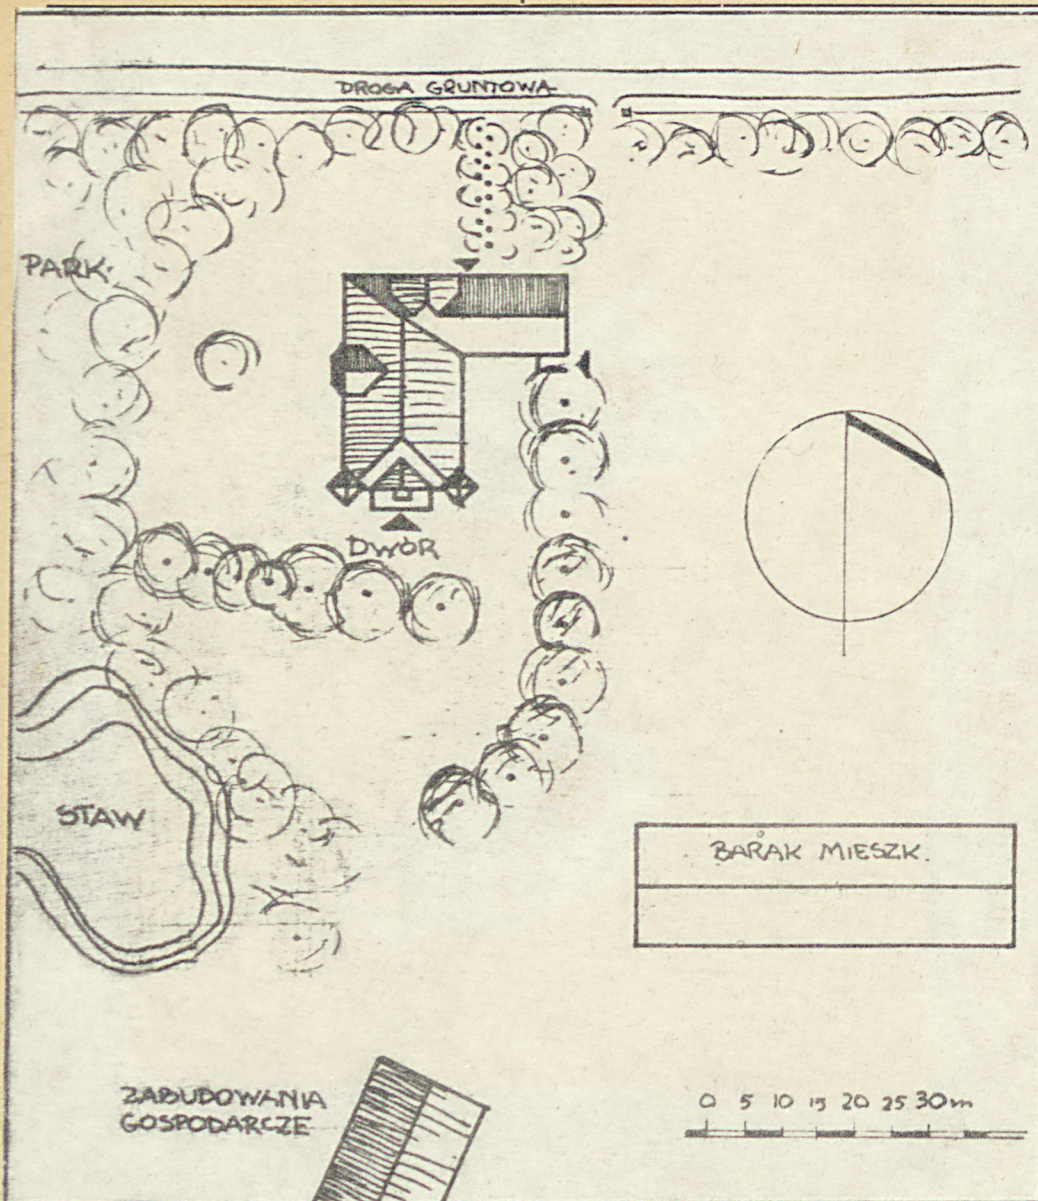 DROGA GRUNTOWA
PARK
DWÓR
STAW
BARAK MIESZK.
ZABUDOWANIA
GOSPODARCZE
0 5 10 15 20 25 30m